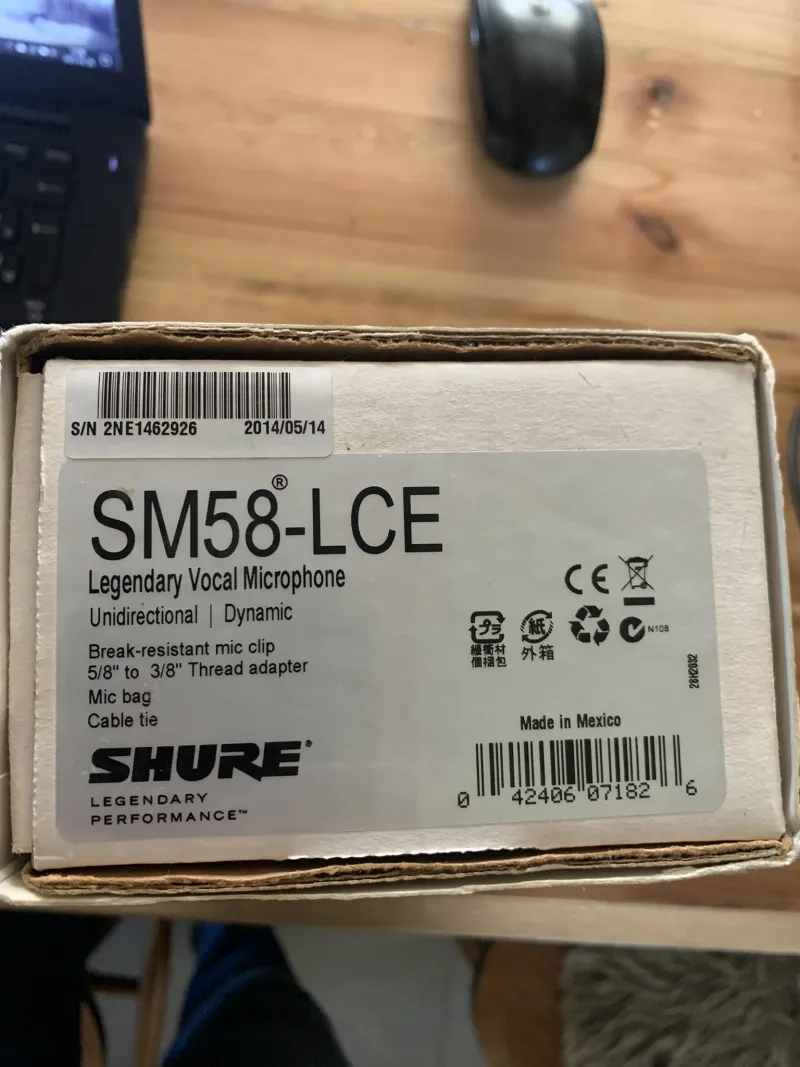 S/N 2NE1462926 2014/05/14
SM58®-LCE
Legendary Vocal Microphone
Unidirectional | Dynamic
Break-resistant mic clip
5/8" to 3/8" Thread adapter
Mic bag
Cable tie
SHURE®
LEGENDARY
PERFORMANCE™
CE
プラ
緩衝材
個梱包
紙
外箱
N108
28H2032
Made in Mexico
0 42406 07182 6